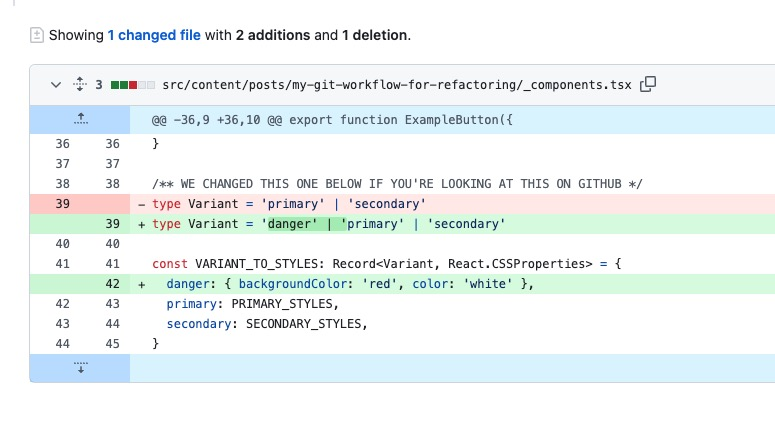 Showing 1 changed file with 2 additions and 1 deletion.
3 src/content/posts/my-git-workflow-for-refactoring/_components.tsx
@@ -36,9 +36,10 @@ export function ExampleButton({
36 36 }
37 37
38 38 /** WE CHANGED THIS ONE BELOW IF YOU'RE LOOKING AT THIS ON GITHUB */
39 - type Variant = 'primary' | 'secondary'
39 + type Variant = 'danger' | 'primary' | 'secondary'
40 40
41 41 const VARIANT_TO_STYLES: Record<Variant, React.CSSProperties> = {
42 + danger: { backgroundColor: 'red', color: 'white' },
42 43 primary: PRIMARY_STYLES,
43 44 secondary: SECONDARY_STYLES,
44 45 }